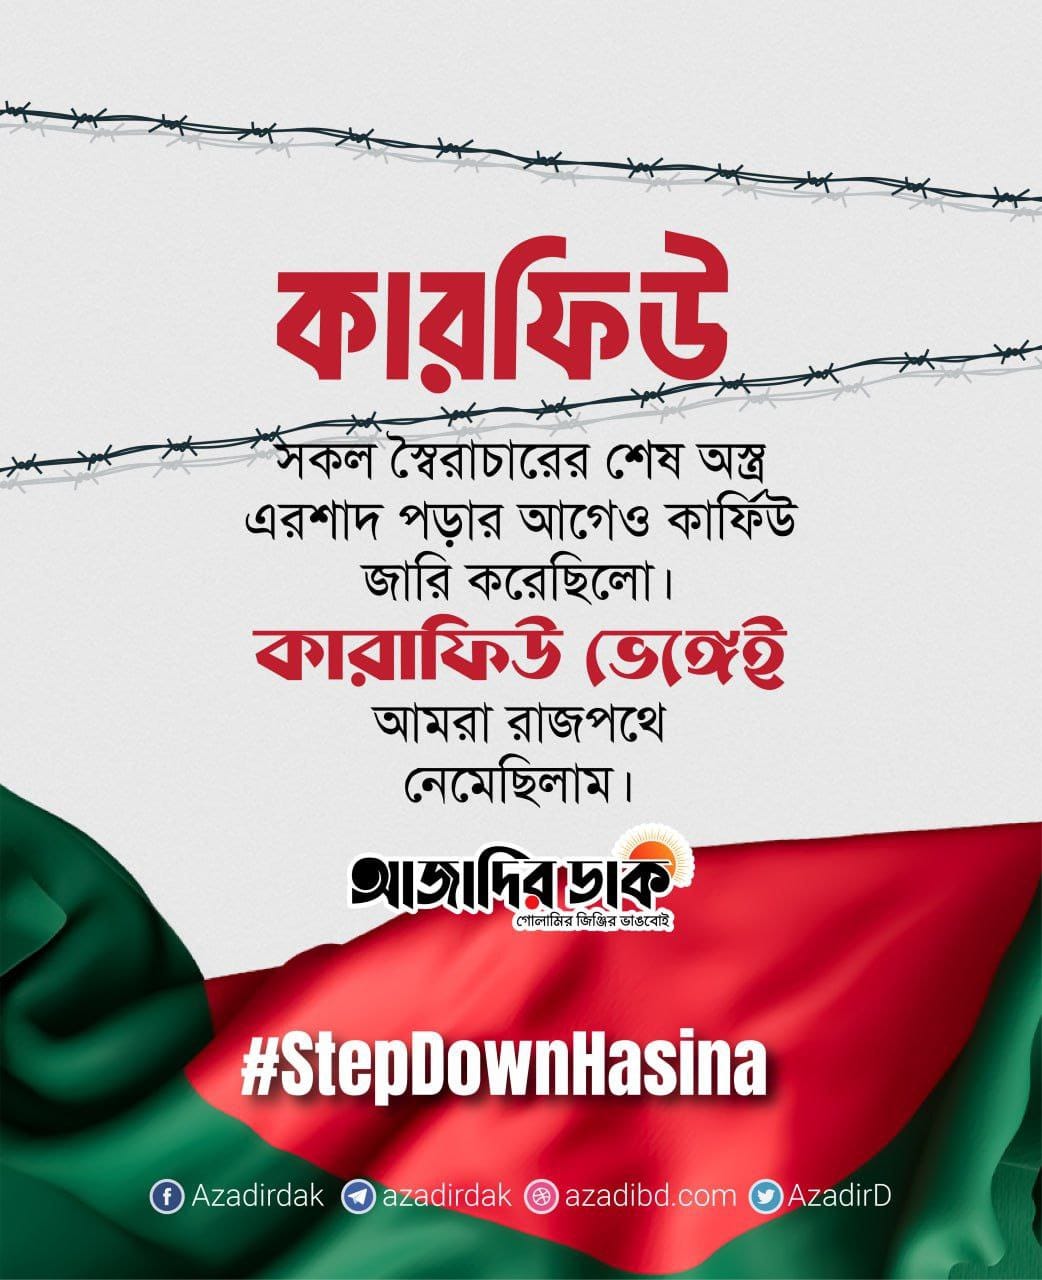 কারফিউ
সকল স্বৈরাচারের শেষ অস্ত্র
এরশাদ পড়ার আগেও কার্ফিউ
জারি করেছিলো।
কারাফিউ ভেঙ্গেই
আমরা রাজপথে
নেমেছিলাম।
আজাদির ডাক
গোলামির জিঞ্জির ভাঙবোই
#StepDownHasina
Azadirdak azadirdak azadibd.com AzadirD